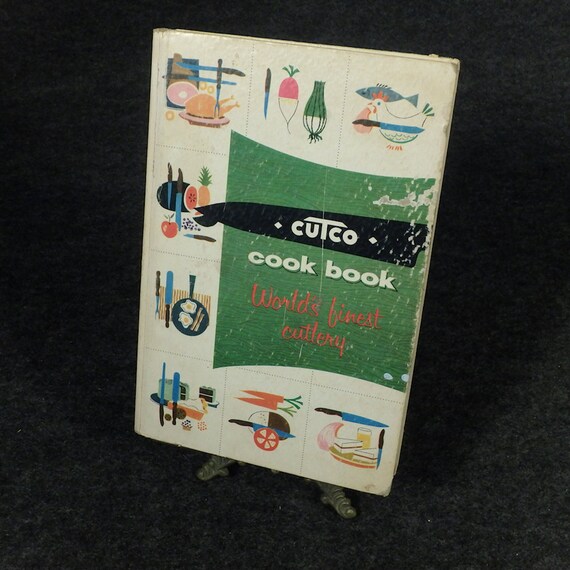 • CUTCO •
cook book
World's finest
cutlery